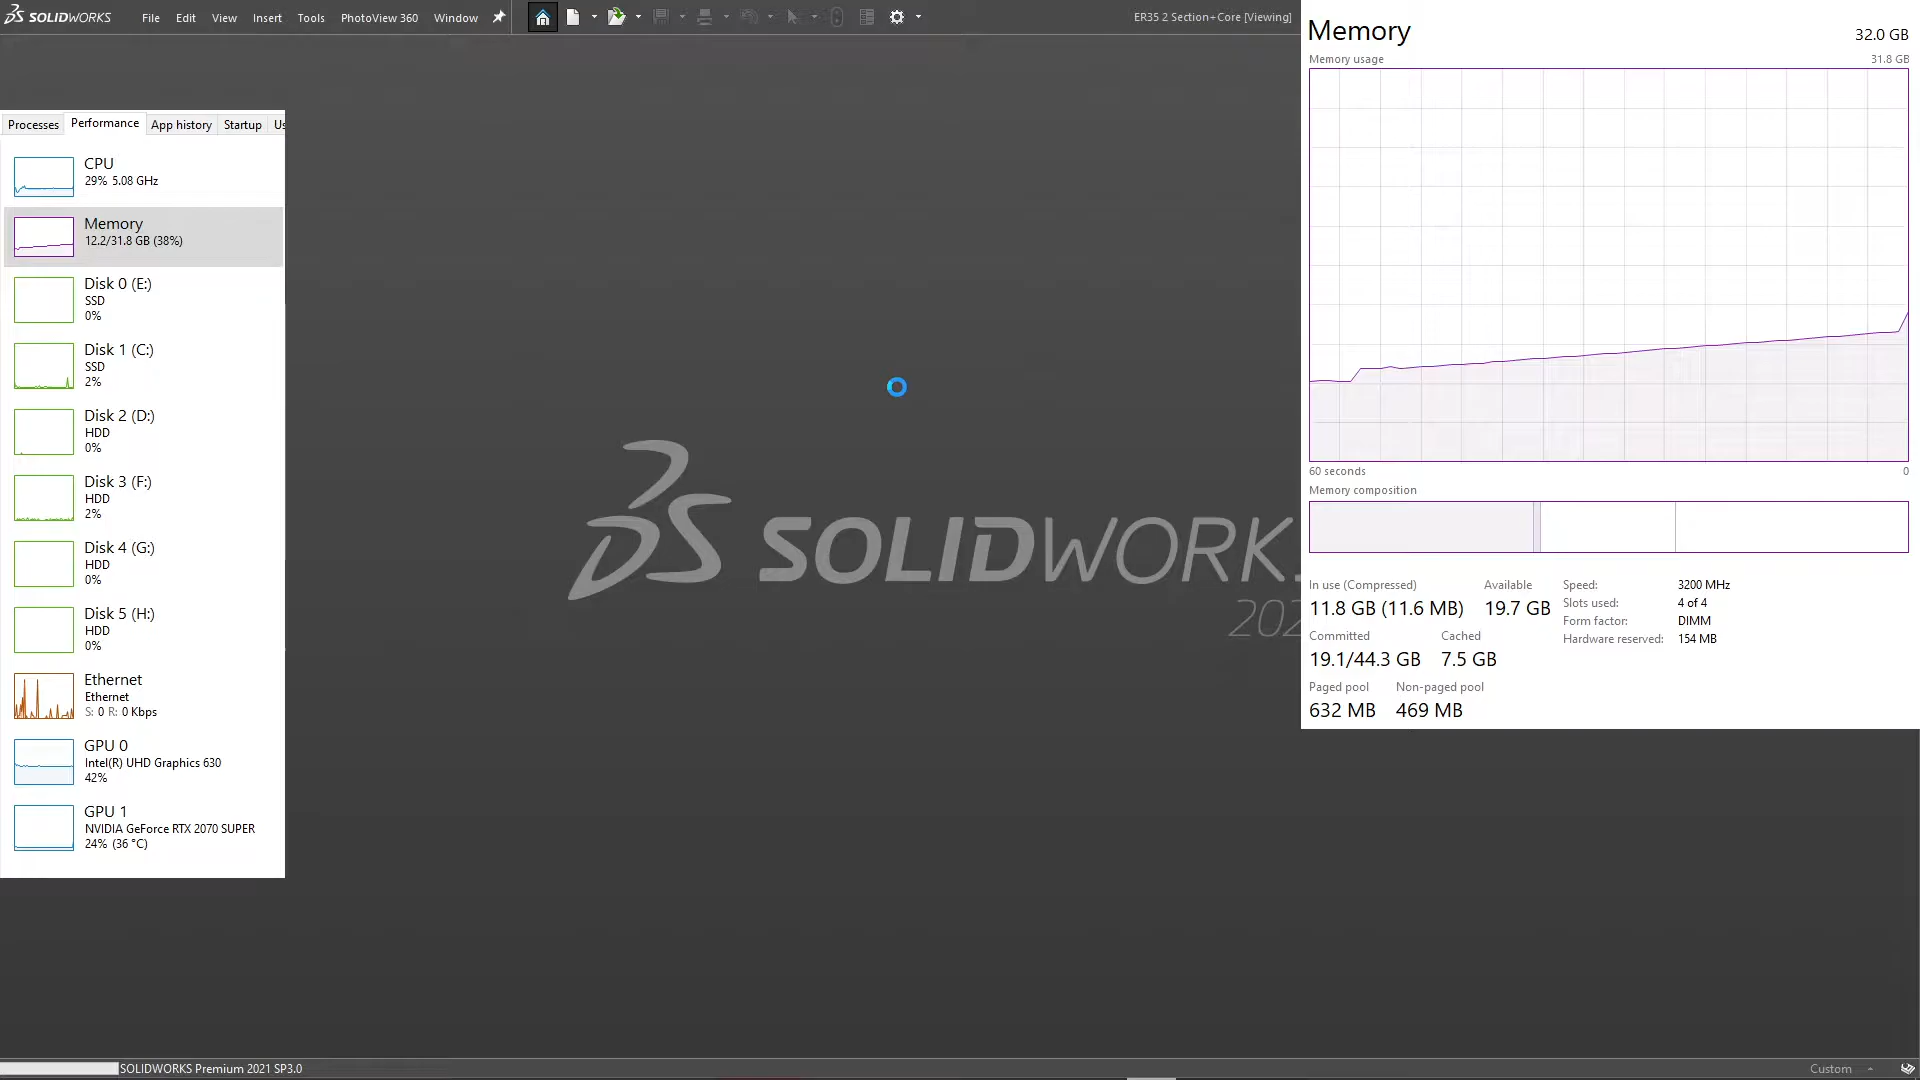 SOLIDWORKS File Edit View Insert Tools PhotoView 360 Window ER35 2 Section+Core [Viewing]
Processes Performance App history Startup Us
CPU
29% 5.08 GHz
Memory
12.2/31.8 GB (38%)
Disk 0 (E:)
SSD
0%
Disk 1 (C:)
SSD
2%
Disk 2 (D:)
HDD
0%
Disk 3 (F:)
HDD
2%
Disk 4 (G:)
HDD
0%
Disk 5 (H:)
HDD
0%
Ethernet
Ethernet
S: 0 R: 0 Kbps
GPU 0
Intel(R) UHD Graphics 630
42%
GPU 1
NVIDIA GeForce RTX 2070 SUPER
24% (36 °C)
SOLIDWORK
202
Memory 32.0 GB
Memory usage 31.8 GB
60 seconds 0
Memory composition
In use (Compressed) Available
11.8 GB (11.6 MB) 19.7 GB
Committed Cached
19.1/44.3 GB 7.5 GB
Paged pool Non-paged pool
632 MB 469 MB
Speed: 3200 MHz
Slots used: 4 of 4
Form factor: DIMM
Hardware reserved: 154 MB
SOLIDWORKS Premium 2021 SP3.0 Custom